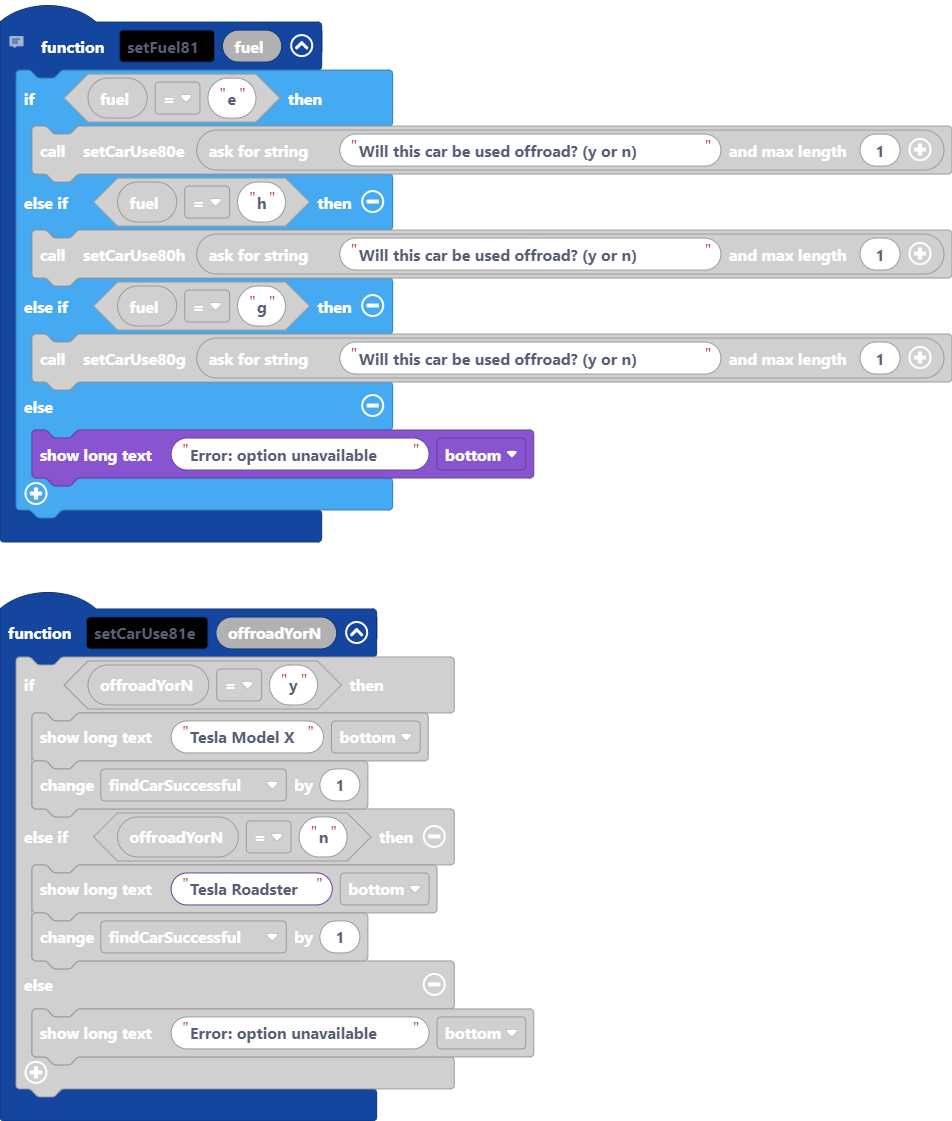 function setFuel81 fuel
if fuel = "e" then
call setCarUse80e ask for string "Will this car be used offroad? (y or n) " and max length 1
else if fuel = "h" then
call setCarUse80h ask for string "Will this car be used offroad? (y or n) " and max length 1
else if fuel = "g" then
call setCarUse80g ask for string "Will this car be used offroad? (y or n) " and max length 1
else
show long text "Error: option unavailable " bottom
function setCarUse81e offroadYorN
if offroadYorN = "y" then
show long text "Tesla Model X " bottom
change findCarSuccessful by 1
else if offroadYorN = "n" then
show long text "Tesla Roadster " bottom
change findCarSuccessful by 1
else
show long text "Error: option unavailable " bottom